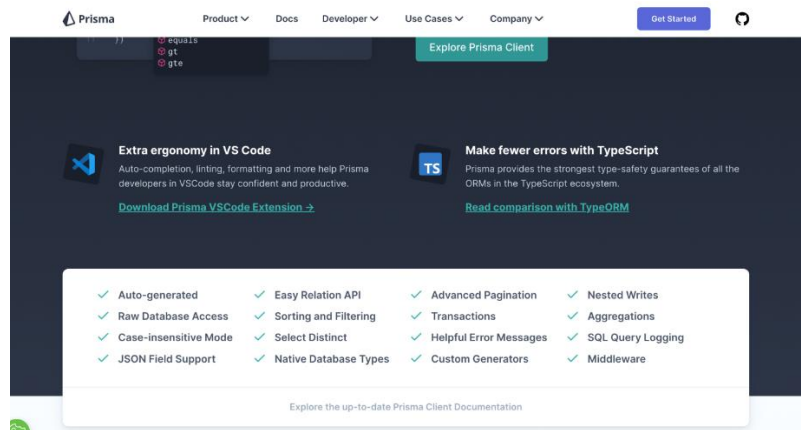 Prisma
Product
Docs
Developer
Use Cases
Company
Get Started
})
equals
gt
gte
Explore Prisma Client
Extra ergonomy in VS Code
Auto-completion, linting, formatting and more help Prisma
developers in VSCode stay confident and productive.
Download Prisma VSCode Extension →
TS
Make fewer errors with TypeScript
Prisma provides the strongest type-safety guarantees of all the
ORMs in the TypeScript ecosystem.
Read comparison with TypeORM
Auto-generated
Easy Relation API
Advanced Pagination
Nested Writes
Raw Database Access
Sorting and Filtering
Transactions
Aggregations
Case-insensitive Mode
Select Distinct
Helpful Error Messages
SQL Query Logging
JSON Field Support
Native Database Types
Custom Generators
Middleware
Explore the up-to-date Prisma Client Documentation